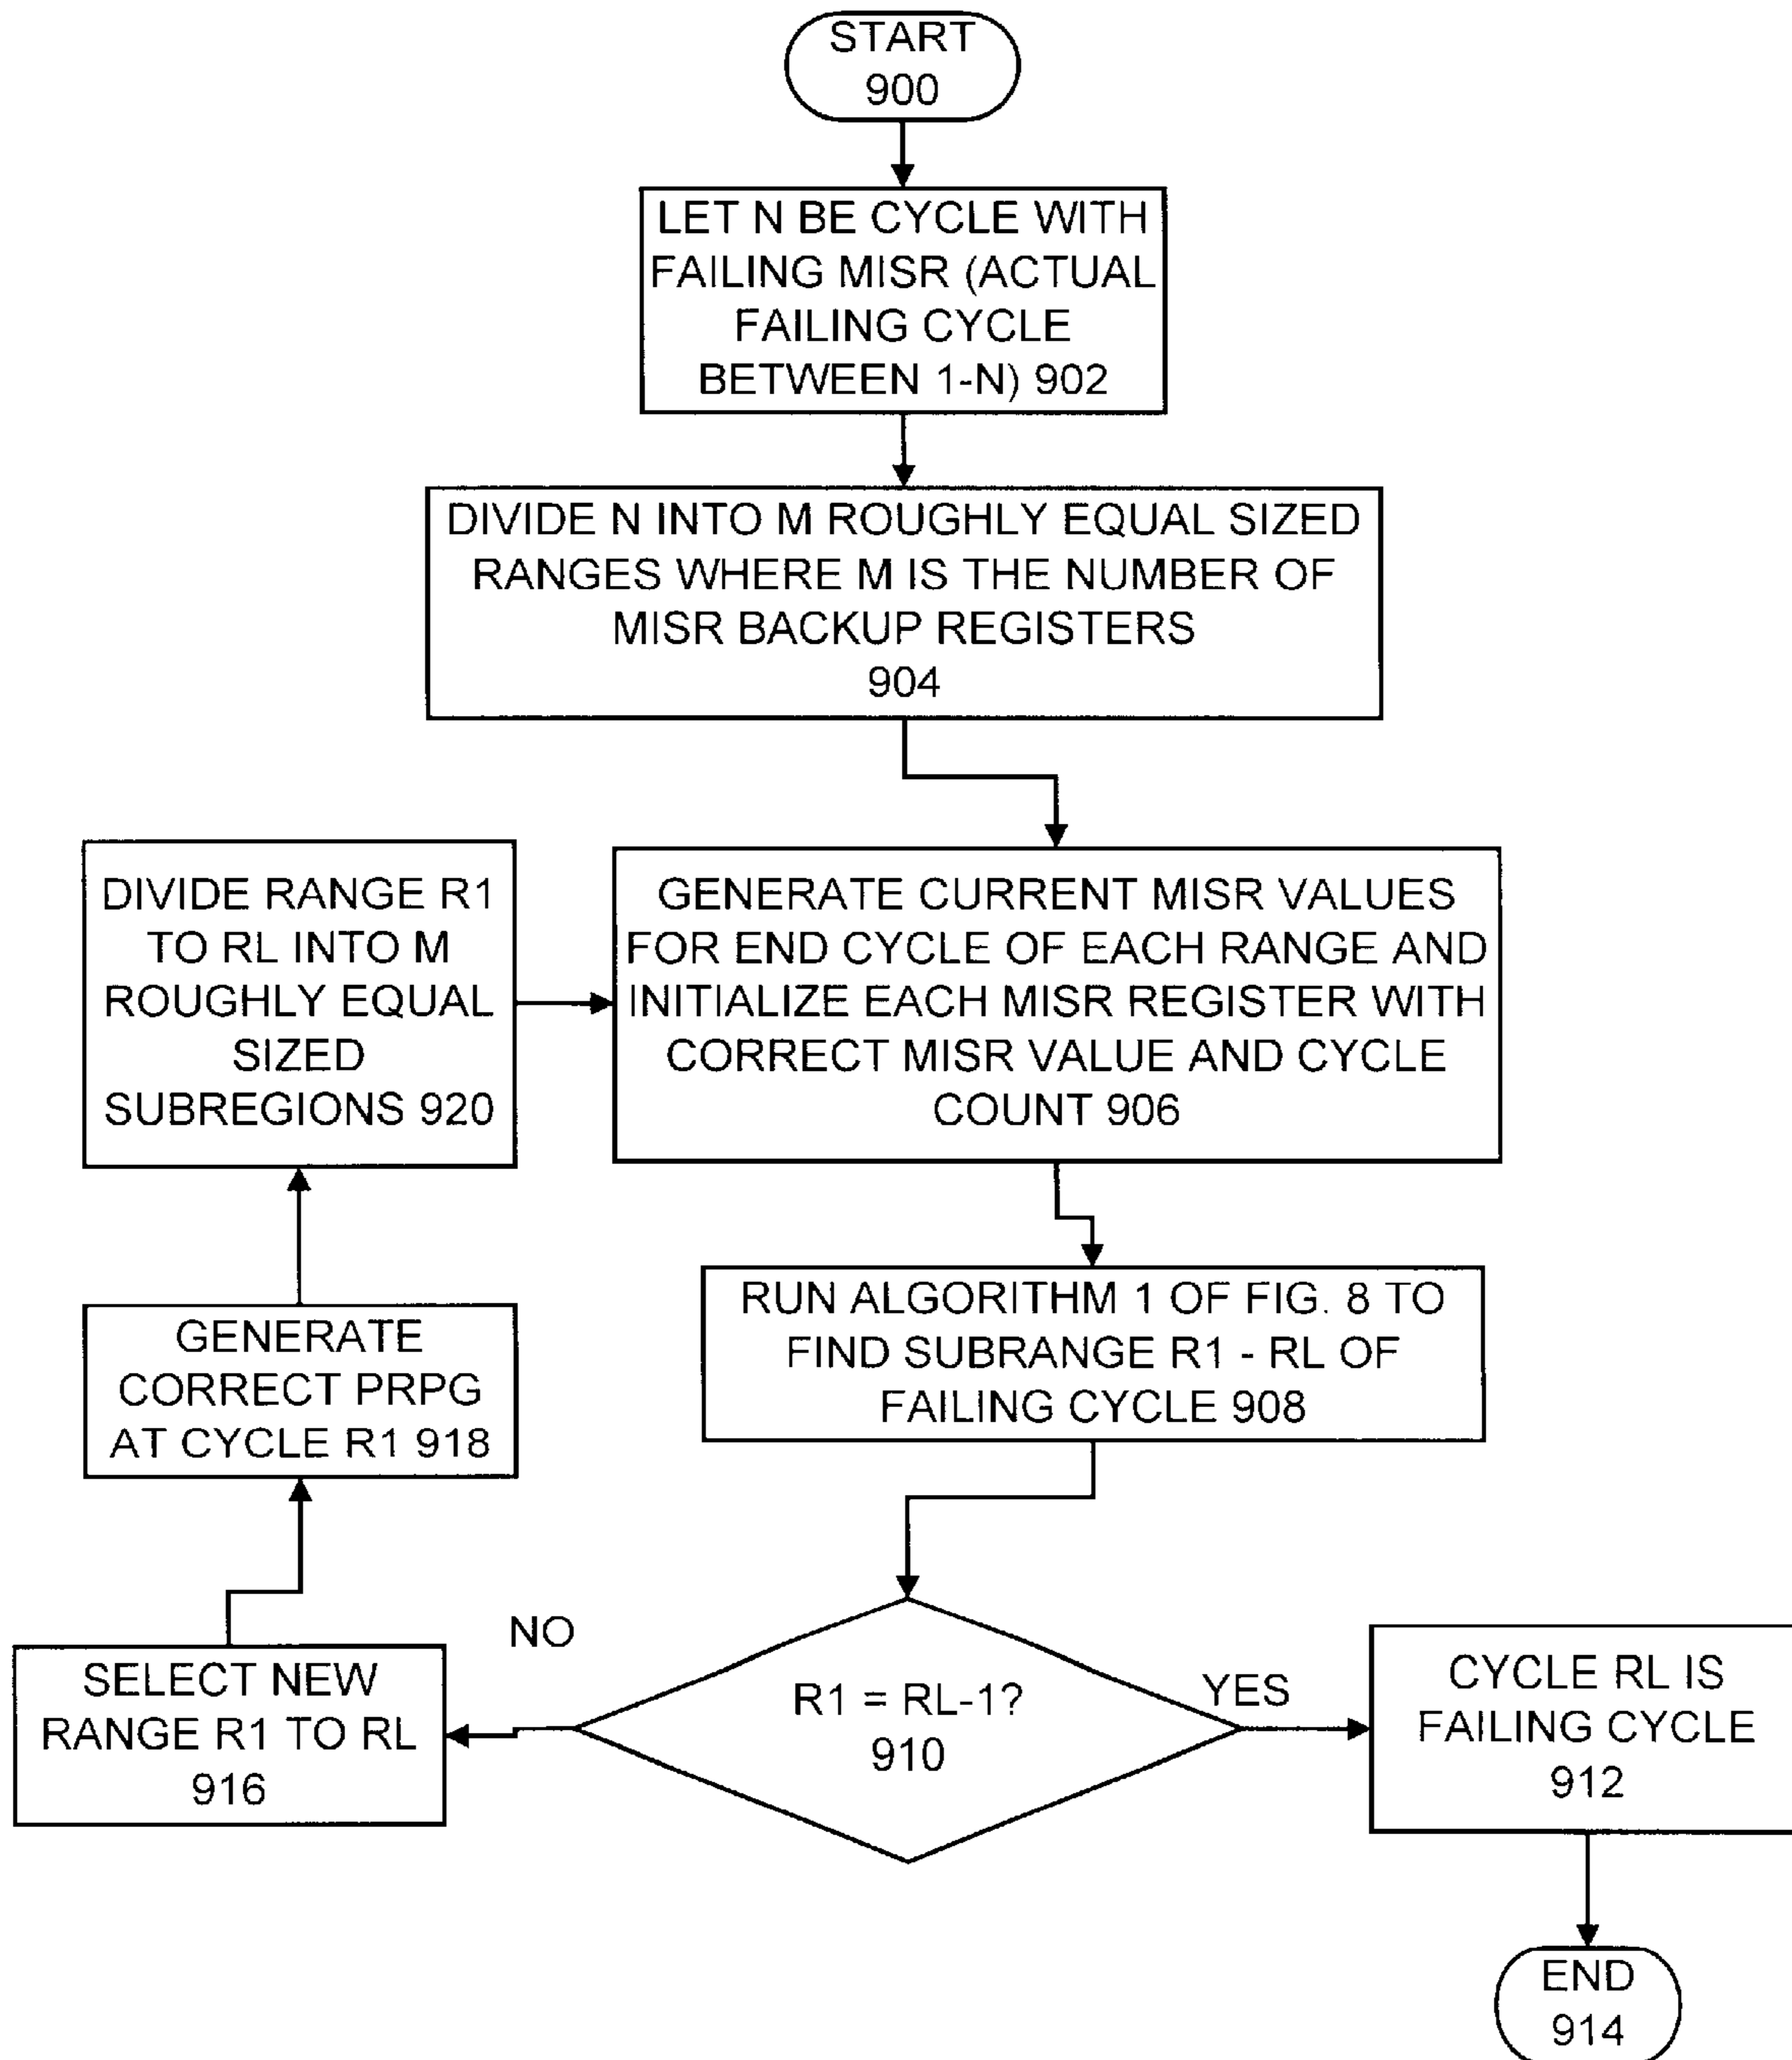 START
900
LET N BE CYCLE WITH
FAILING MISR (ACTUAL
FAILING CYCLE
BETWEEN 1-N) 902
DIVIDE N INTO M ROUGHLY EQUAL SIZED
RANGES WHERE M IS THE NUMBER OF
MISR BACKUP REGISTERS
904
DIVIDE RANGE R1
TO RL INTO M
ROUGHLY EQUAL
SIZED
SUBREGIONS 920
GENERATE CURRENT MISR VALUES
FOR END CYCLE OF EACH RANGE AND
INITIALIZE EACH MISR REGISTER WITH
CORRECT MISR VALUE AND CYCLE
COUNT 906
GENERATE
CORRECT PRPG
AT CYCLE R1 918
RUN ALGORITHM 1 OF FIG. 8 TO
FIND SUBRANGE R1 - RL OF
FAILING CYCLE 908
NO
SELECT NEW
RANGE R1 TO RL
916
R1 = RL-1?
910
YES
CYCLE RL IS
FAILING CYCLE
912
END
914